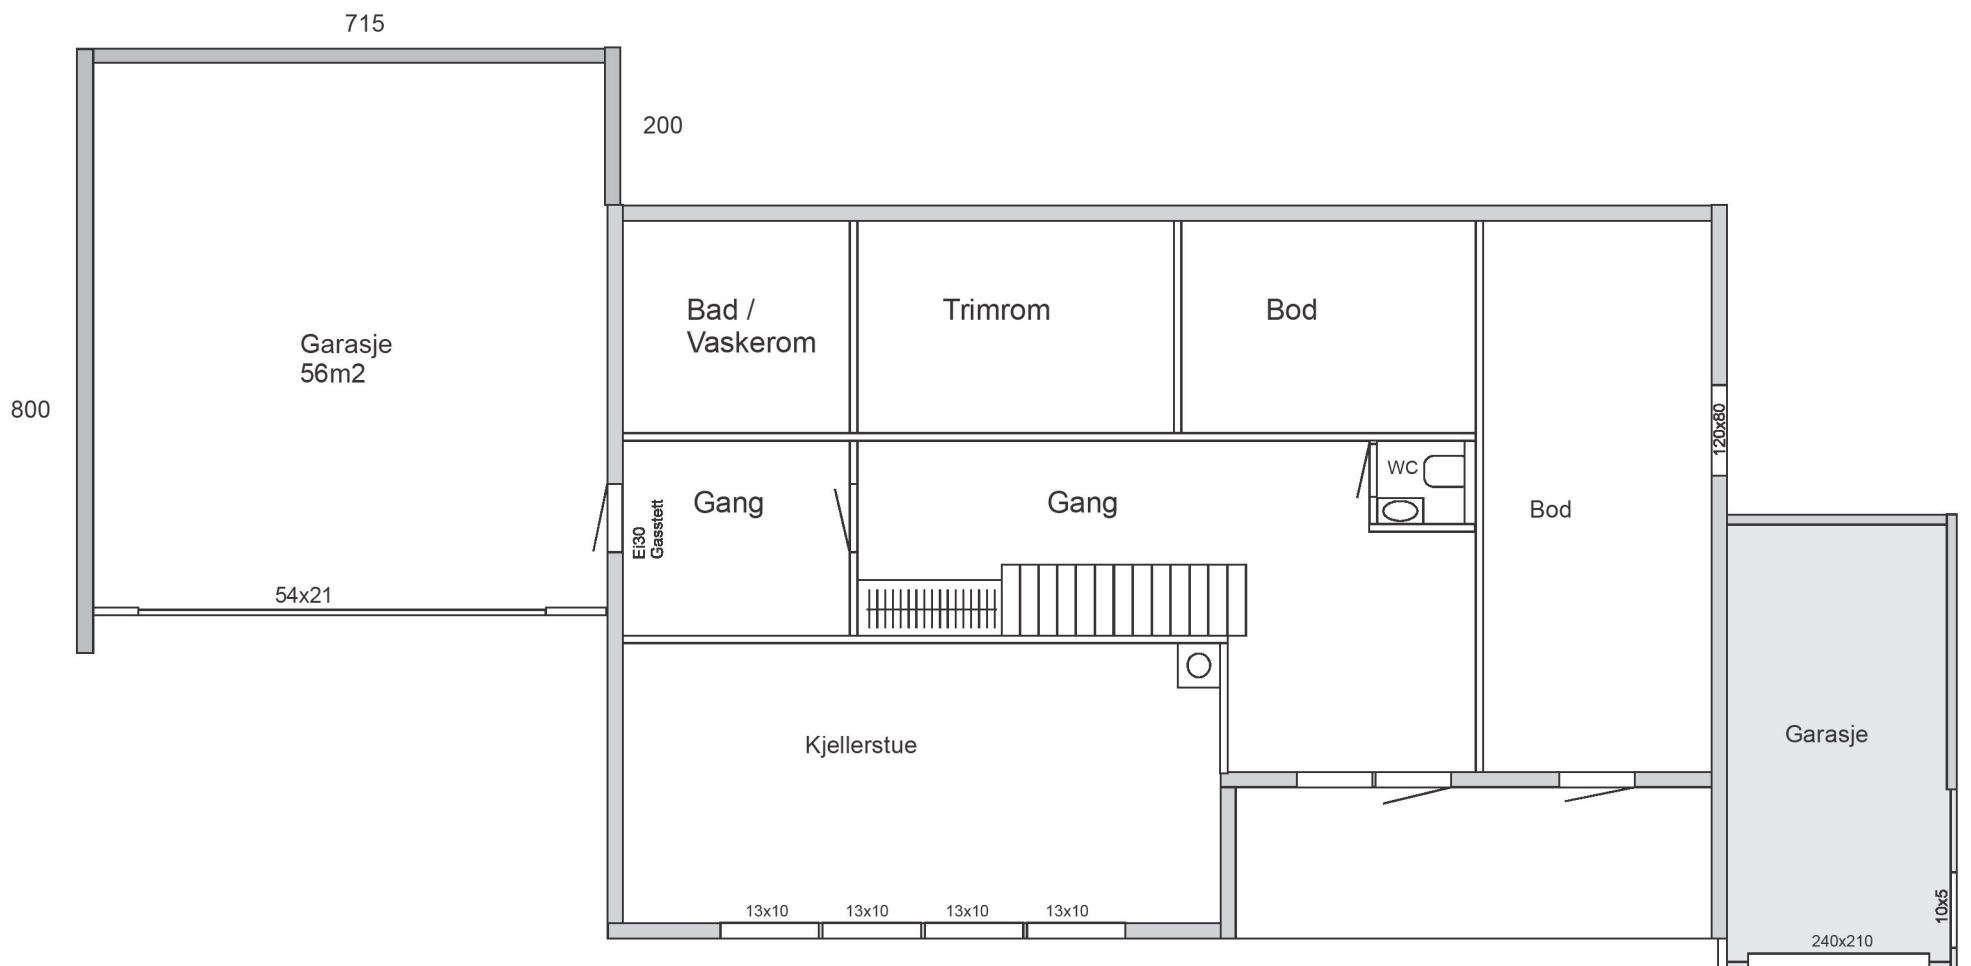 715
200
Garasje
56m2
800
54x21
Bad /
Vaskerom
Trimrom
Bod
120x80
Gang
Gang
WC
Ei30
Gasstett
Bod
Kjellerstue
Garasje
13x10
13x10
13x10
13x10
10x5
240x210